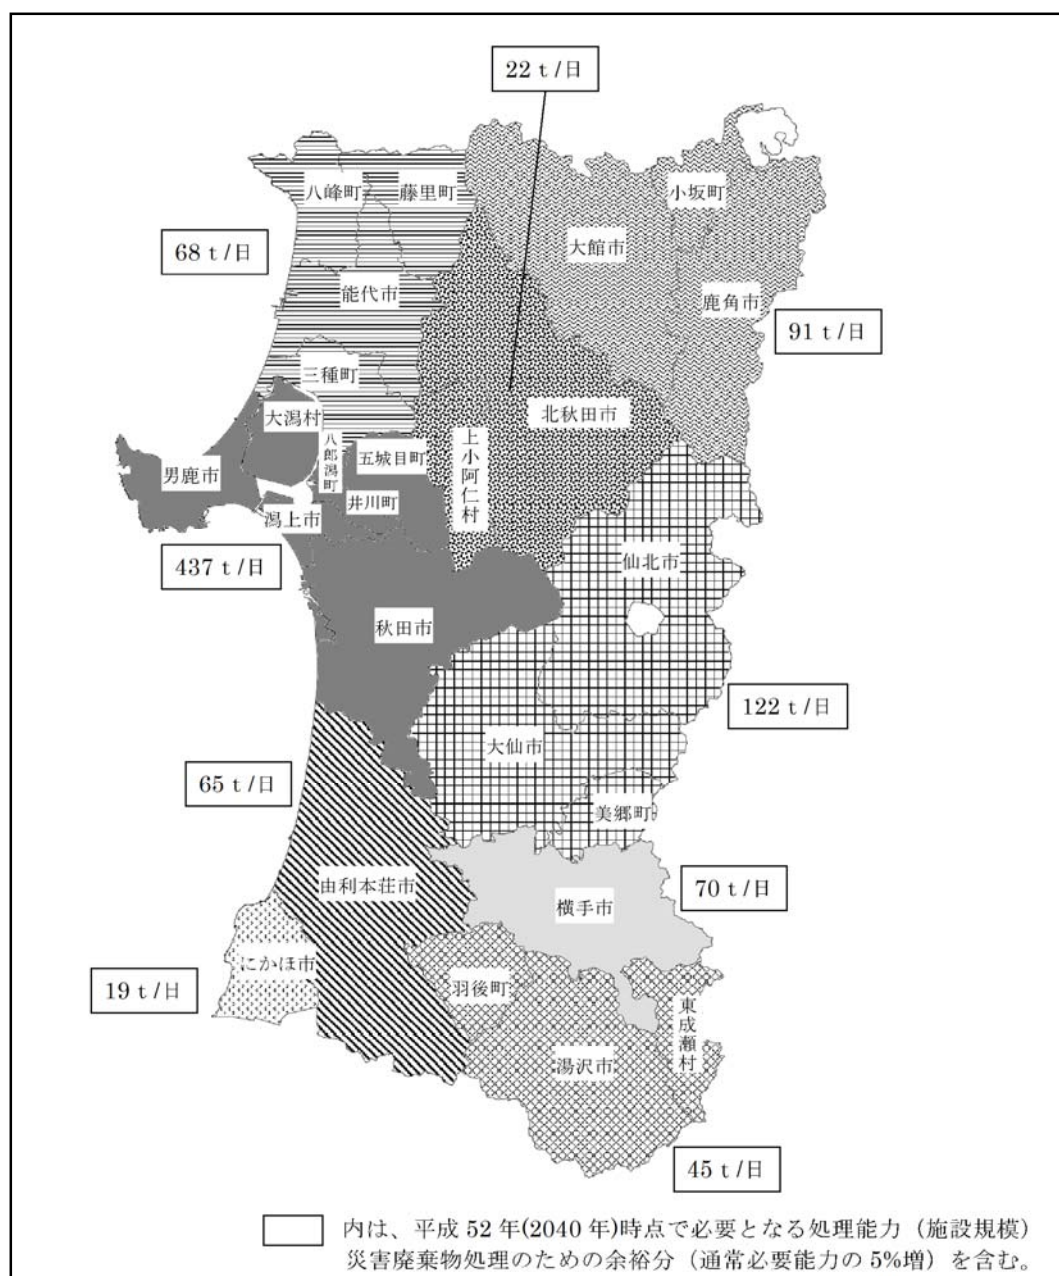 22 t/日
八峰町
藤里町
小坂町
大館市
68 t/日
能代市
鹿角市
91 t/日
三種町
大潟村
北秋田市
八郎潟町
五城目町
上小阿仁村
男鹿市
井川町
潟上市
437 t/日
仙北市
秋田市
122 t/日
大仙市
65 t/日
美郷町
由利本荘市
70 t/日
横手市
にかほ市
19 t/日
羽後町
東成瀬村
湯沢市
45 t/日
内は、平成 52 年(2040 年)時点で必要となる処理能力（施設規模）
災害廃棄物処理のための余裕分（通常必要能力の 5%増）を含む。